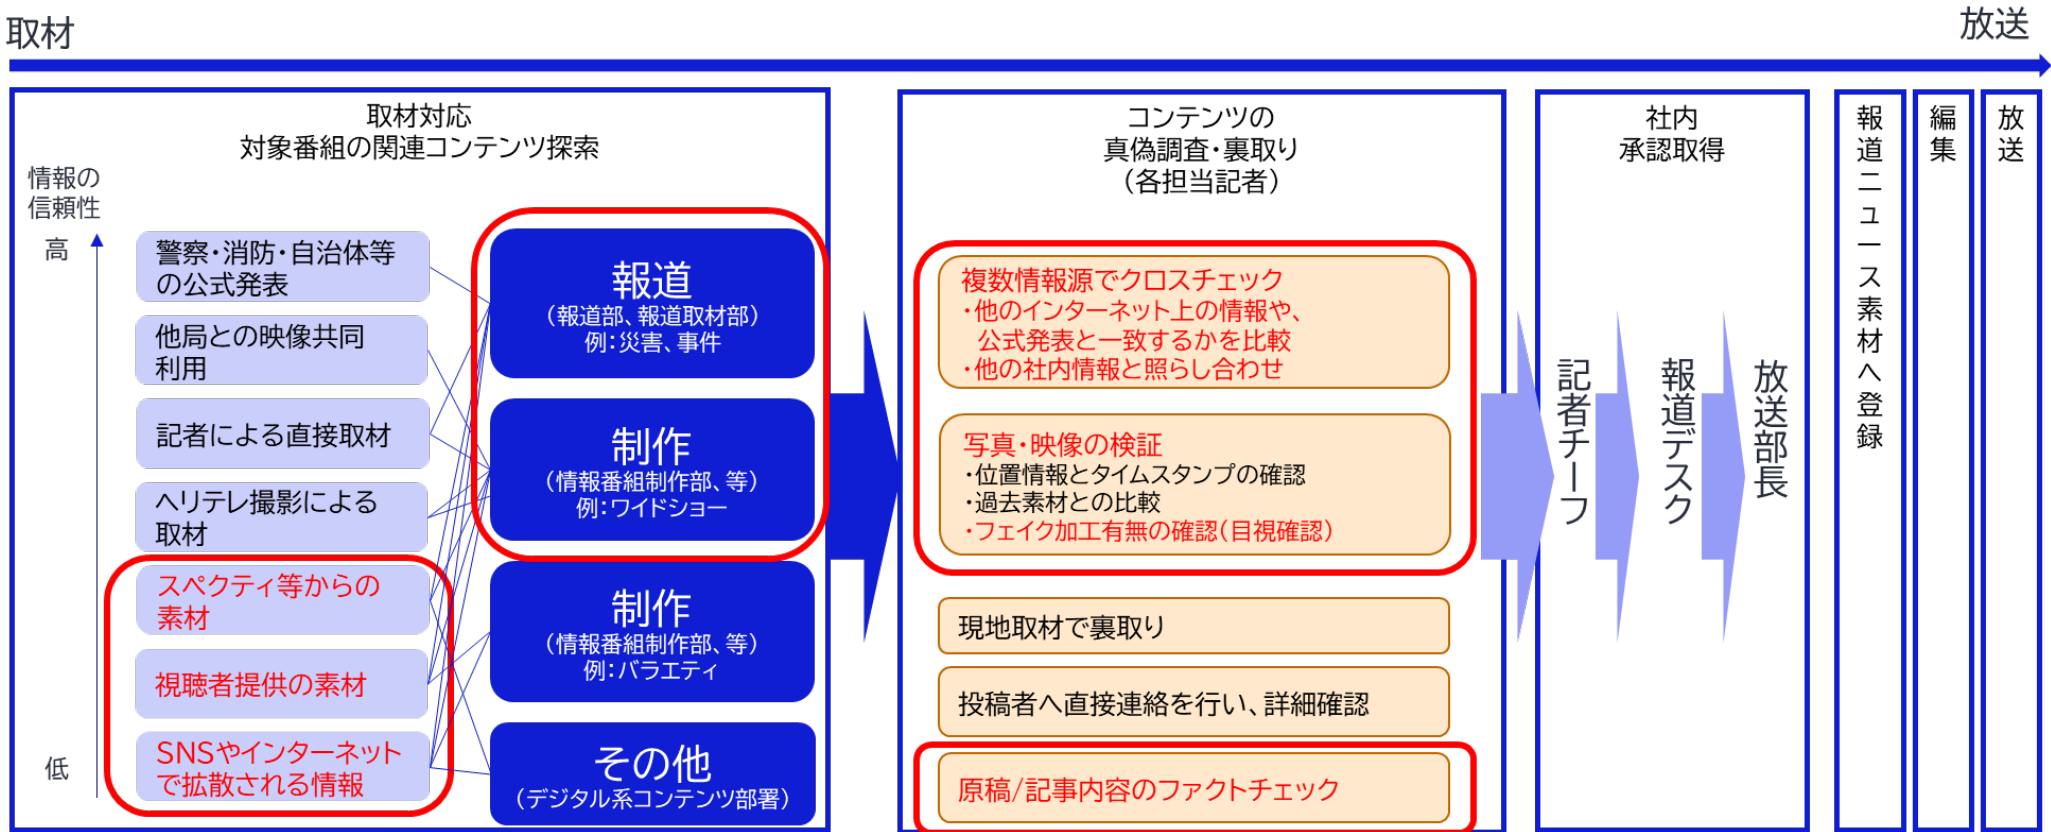 取材
放送
取材対応
対象番組の関連コンテンツ探索
情報の
信頼性
高
低
警察・消防・自治体等
の公式発表
他局との映像共同
利用
記者による直接取材
ヘリテレ撮影による
取材
スペクティ等からの
素材
視聴者提供の素材
SNSやインターネット
で拡散される情報
報道
（報道部、報道取材部）
例：災害、事件
制作
（情報番組制作部、等）
例：ワイドショー
制作
（情報番組制作部、等）
例：バラエティ
その他
（デジタル系コンテンツ部署）
コンテンツの
真偽調査・裏取り
（各担当記者）
複数情報源でクロスチェック
・他のインターネット上の情報や、
公式発表と一致するかを比較
・他の社内情報と照らし合わせ
写真・映像の検証
・位置情報とタイムスタンプの確認
・過去素材との比較
・フェイク加工有無の確認（目視確認）
現地取材で裏取り
投稿者へ直接連絡を行い、詳細確認
原稿/記事内容のファクトチェック
社内
承認取得
記者チーフ
報道デスク
放送部長
報道ニュース素材へ登録
編集
放送